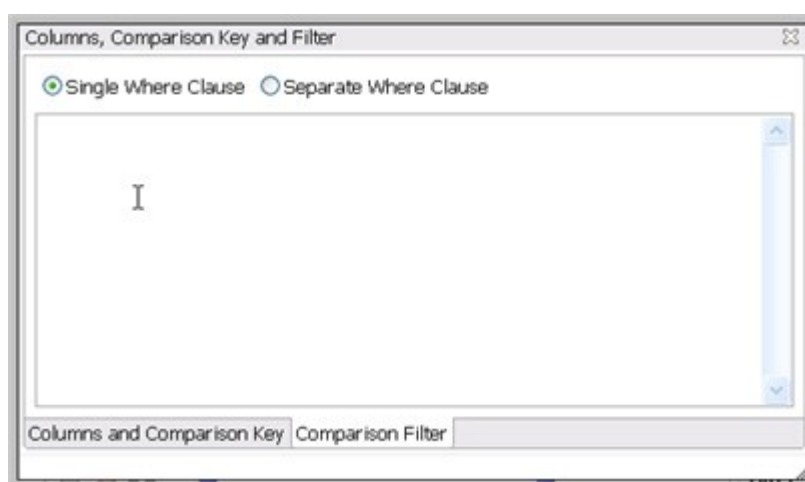 Columns, Comparison Key and Filter
Single Where Clause Separate Where Clause
Columns and Comparison Key Comparison Filter